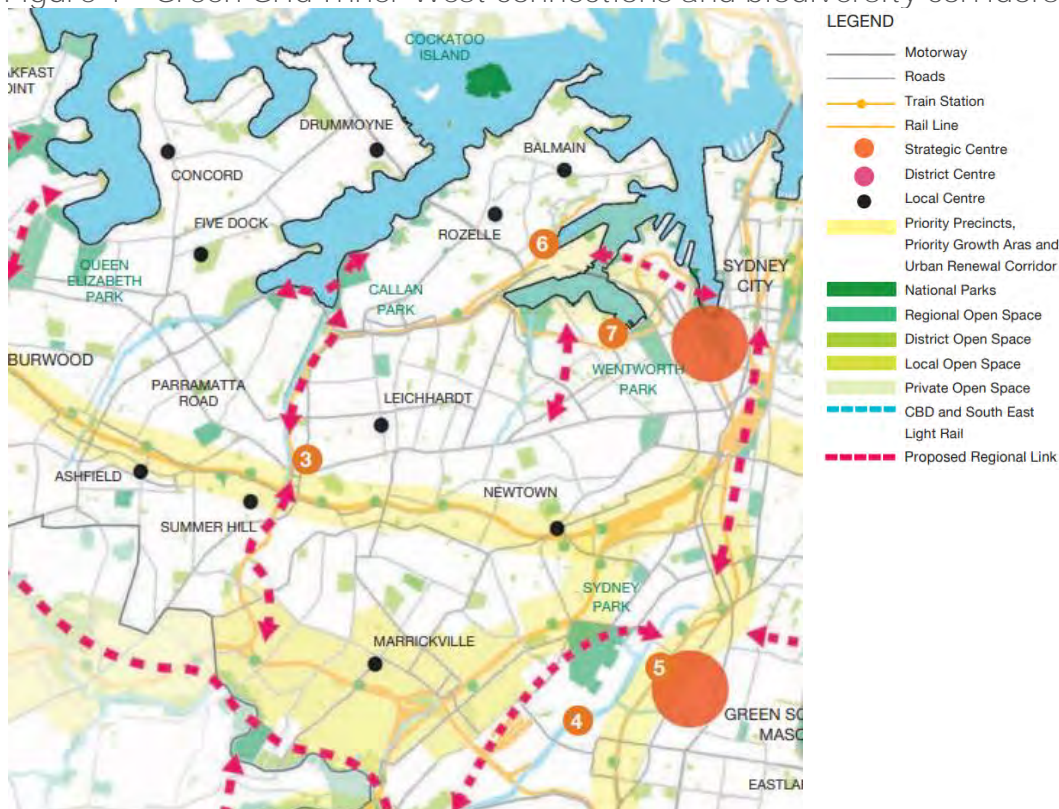 COCKATOO
ISLAND
DRUMMOYNE
BALMAIN
CONCORD
FIVE DOCK
ROZELLE
6
SYDNEY
CITY
QUEEN
ELIZABETH
PARK
CALLAN
PARK
7
BURWOOD
WENTWORTH
PARK
PARRAMATTA
ROAD
LEICHHARDT
3
ASHFIELD
NEWTOWN
SUMMER HILL
SYDNEY
PARK
MARRICKVILLE
5
4
GREEN SC
MASC
EASTLA
LEGEND
Motorway
Roads
Train Station
Rail Line
Strategic Centre
District Centre
Local Centre
Priority Precincts,
Priority Growth Aras and
Urban Renewal Corridor
National Parks
Regional Open Space
District Open Space
Local Open Space
Private Open Space
CBD and South East
Light Rail
Proposed Regional Link